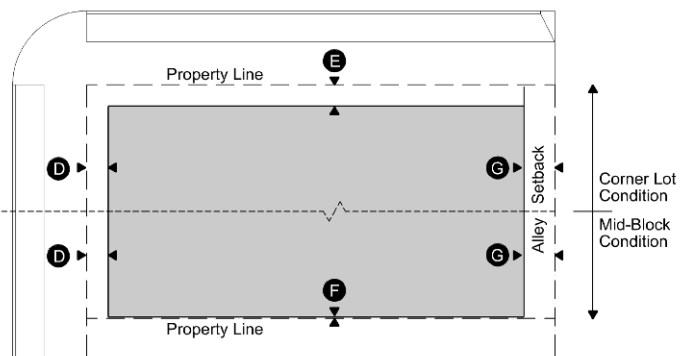 E
Property Line
D
G
Alley Setback
Corner Lot
Condition
Mid-Block
Condition
D
G
F
Property Line